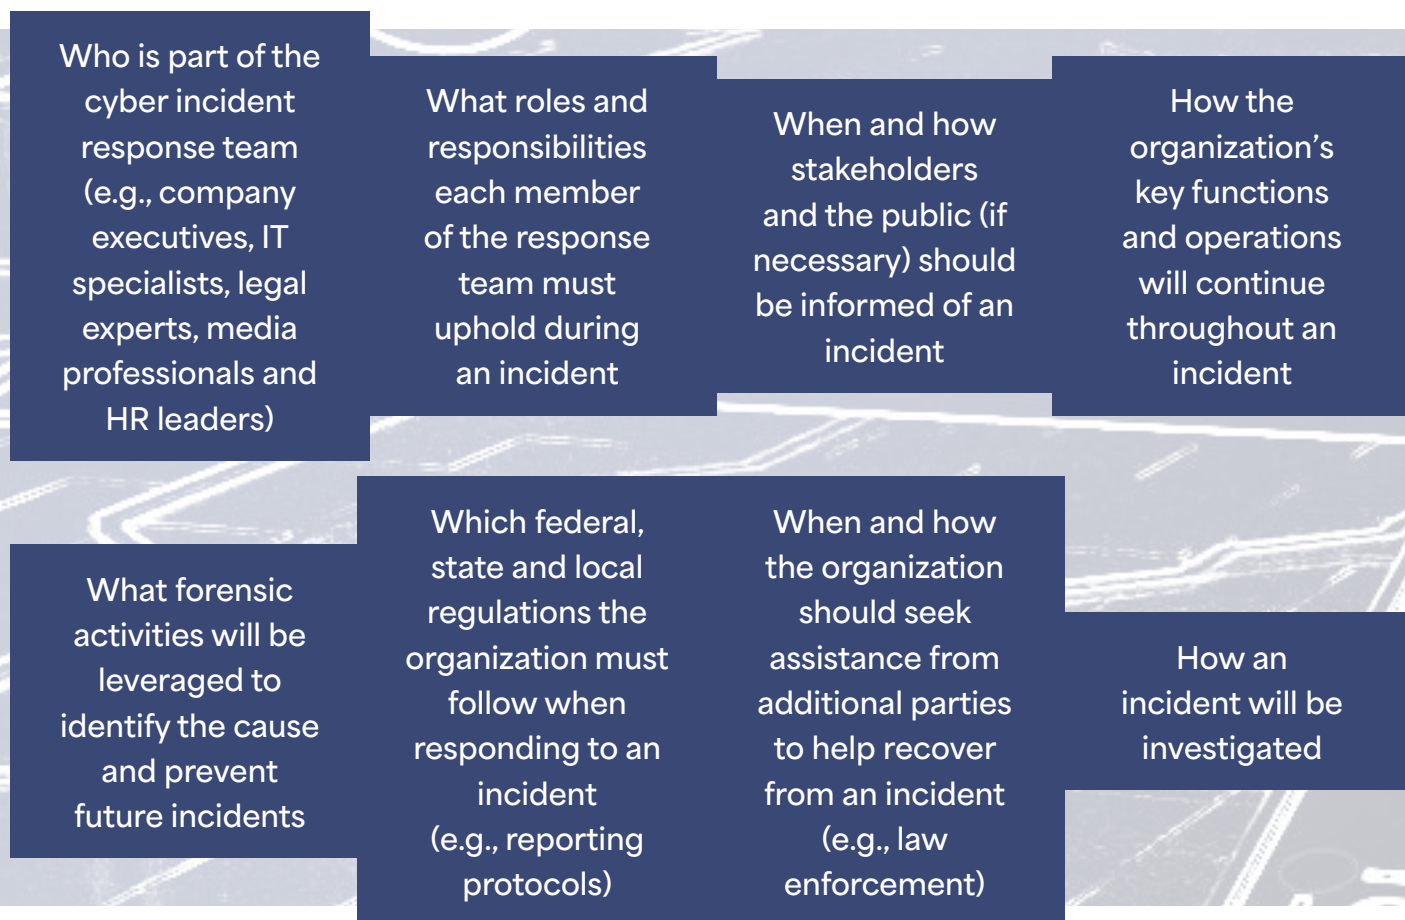 Who is part of the
cyber incident
response team
(e.g., company
executives, IT
specialists, legal
experts, media
professionals and
HR leaders)
What roles and
responsibilities
each member
of the response
team must
uphold during
an incident
When and how
stakeholders
and the public (if
necessary) should
be informed of an
incident
How the
organization’s
key functions
and operations
will continue
throughout an
incident
What forensic
activities will be
leveraged to
identify the cause
and prevent
future incidents
Which federal,
state and local
regulations the
organization must
follow when
responding to an
incident
(e.g., reporting
protocols)
When and how
the organization
should seek
assistance from
additional parties
to help recover
from an incident
(e.g., law
enforcement)
How an
incident will be
investigated